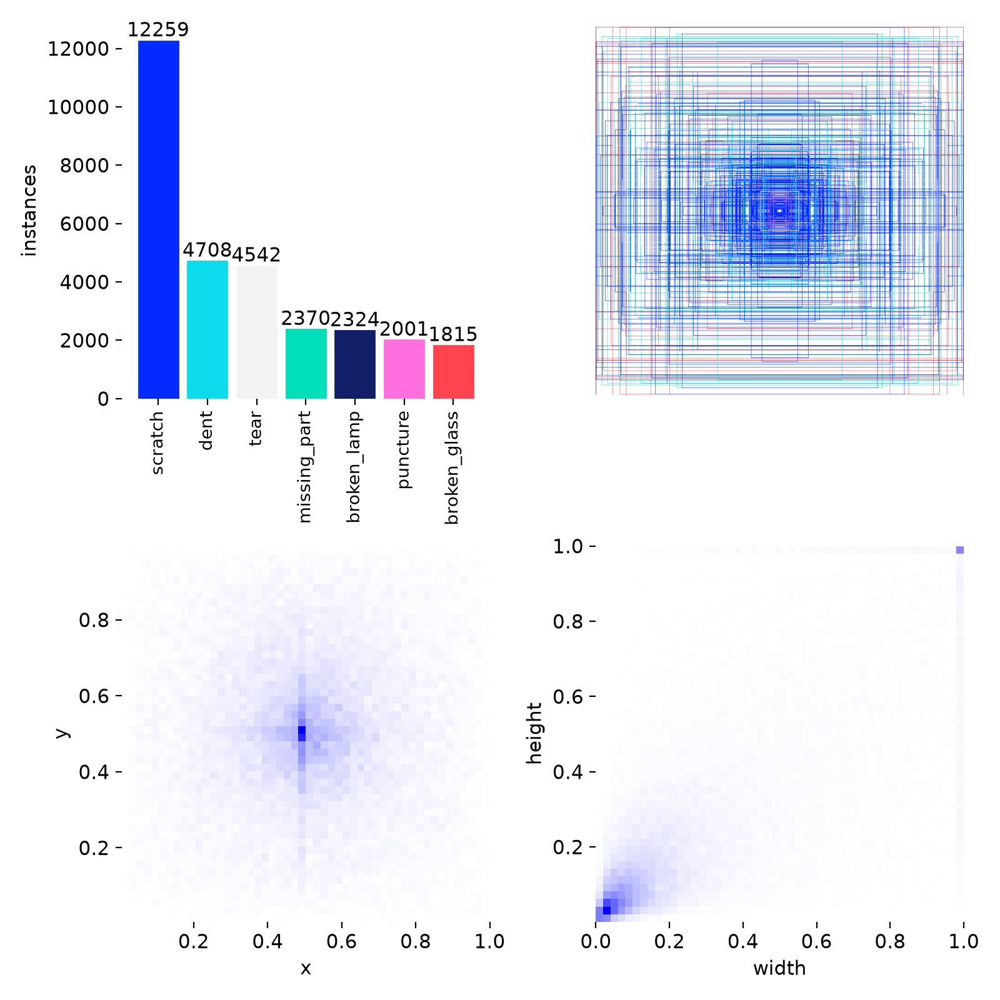 12259
4708
4542
2370
2324
2001
1815
12000
10000
8000
6000
4000
2000
0
instances
scratch
dent
tear
missing_part
broken_lamp
puncture
broken_glass
0.8
0.6
0.4
0.2
y
0.2
0.4
0.6
0.8
1.0
x
1.0
0.8
0.6
0.4
0.2
height
0.0
0.2
0.4
0.6
0.8
1.0
width